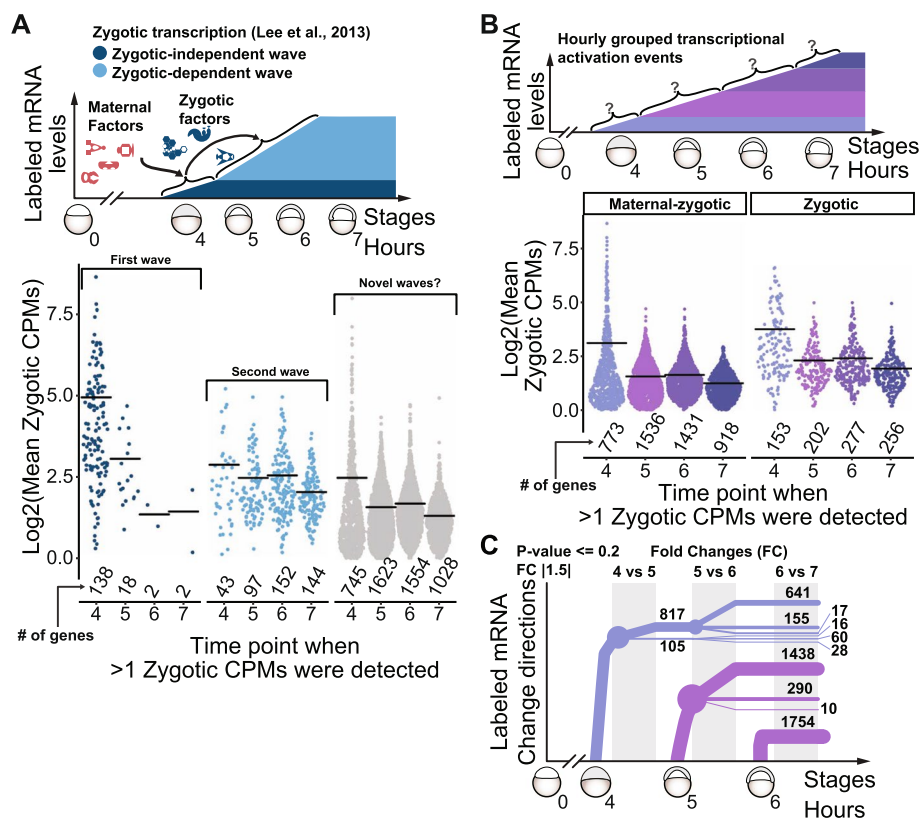 A
Zygotic transcription (Lee et al., 2013)
Zygotic-independent wave
Zygotic-dependent wave
Labeled mRNA
levels
Maternal
Factors
Zygotic
factors
0 4 5 6 7
Stages
Hours
Log2(Mean Zygotic CPMs)
7.5
5.0
2.5
0.0
First wave
Second wave
Novel waves?
138 18 2 2 43 97 152 144 745 1623 1554 1028
4 5 6 7 4 5 6 7 4 5 6 7
# of genes
Time point when
>1 Zygotic CPMs were detected
B
Hourly grouped transcriptional
activation events
Labeled mRNA
levels
? ? ? ?
0 4 5 6 7
Stages
Hours
Maternal-zygotic Zygotic
Log2(Mean
Zygotic CPMs)
7.5
5.0
2.5
0.0
773 1536 1431 918 153 202 277 256
4 5 6 7 4 5 6 7
# of genes
Time point when
>1 Zygotic CPMs were detected
C
P-value <= 0.2 Fold Changes (FC)
FC |1.5| 4 vs 5 5 vs 6 6 vs 7
Labeled mRNA
Change directions
817
105
641
155
17
16
60
28
1438
290
10
1754
0 4 5 6
Stages
Hours